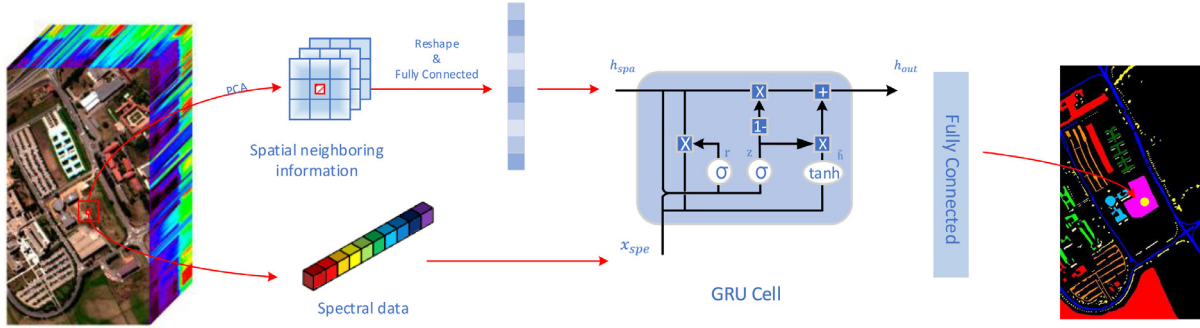 PCA
Spatial neighboring
information
Reshape
&
Fully Connected
Spectral data
h_spa
x_spe
h_out
X
+
1-
X
X
r
z
h̃
σ
σ
tanh
GRU Cell
Fully Connected